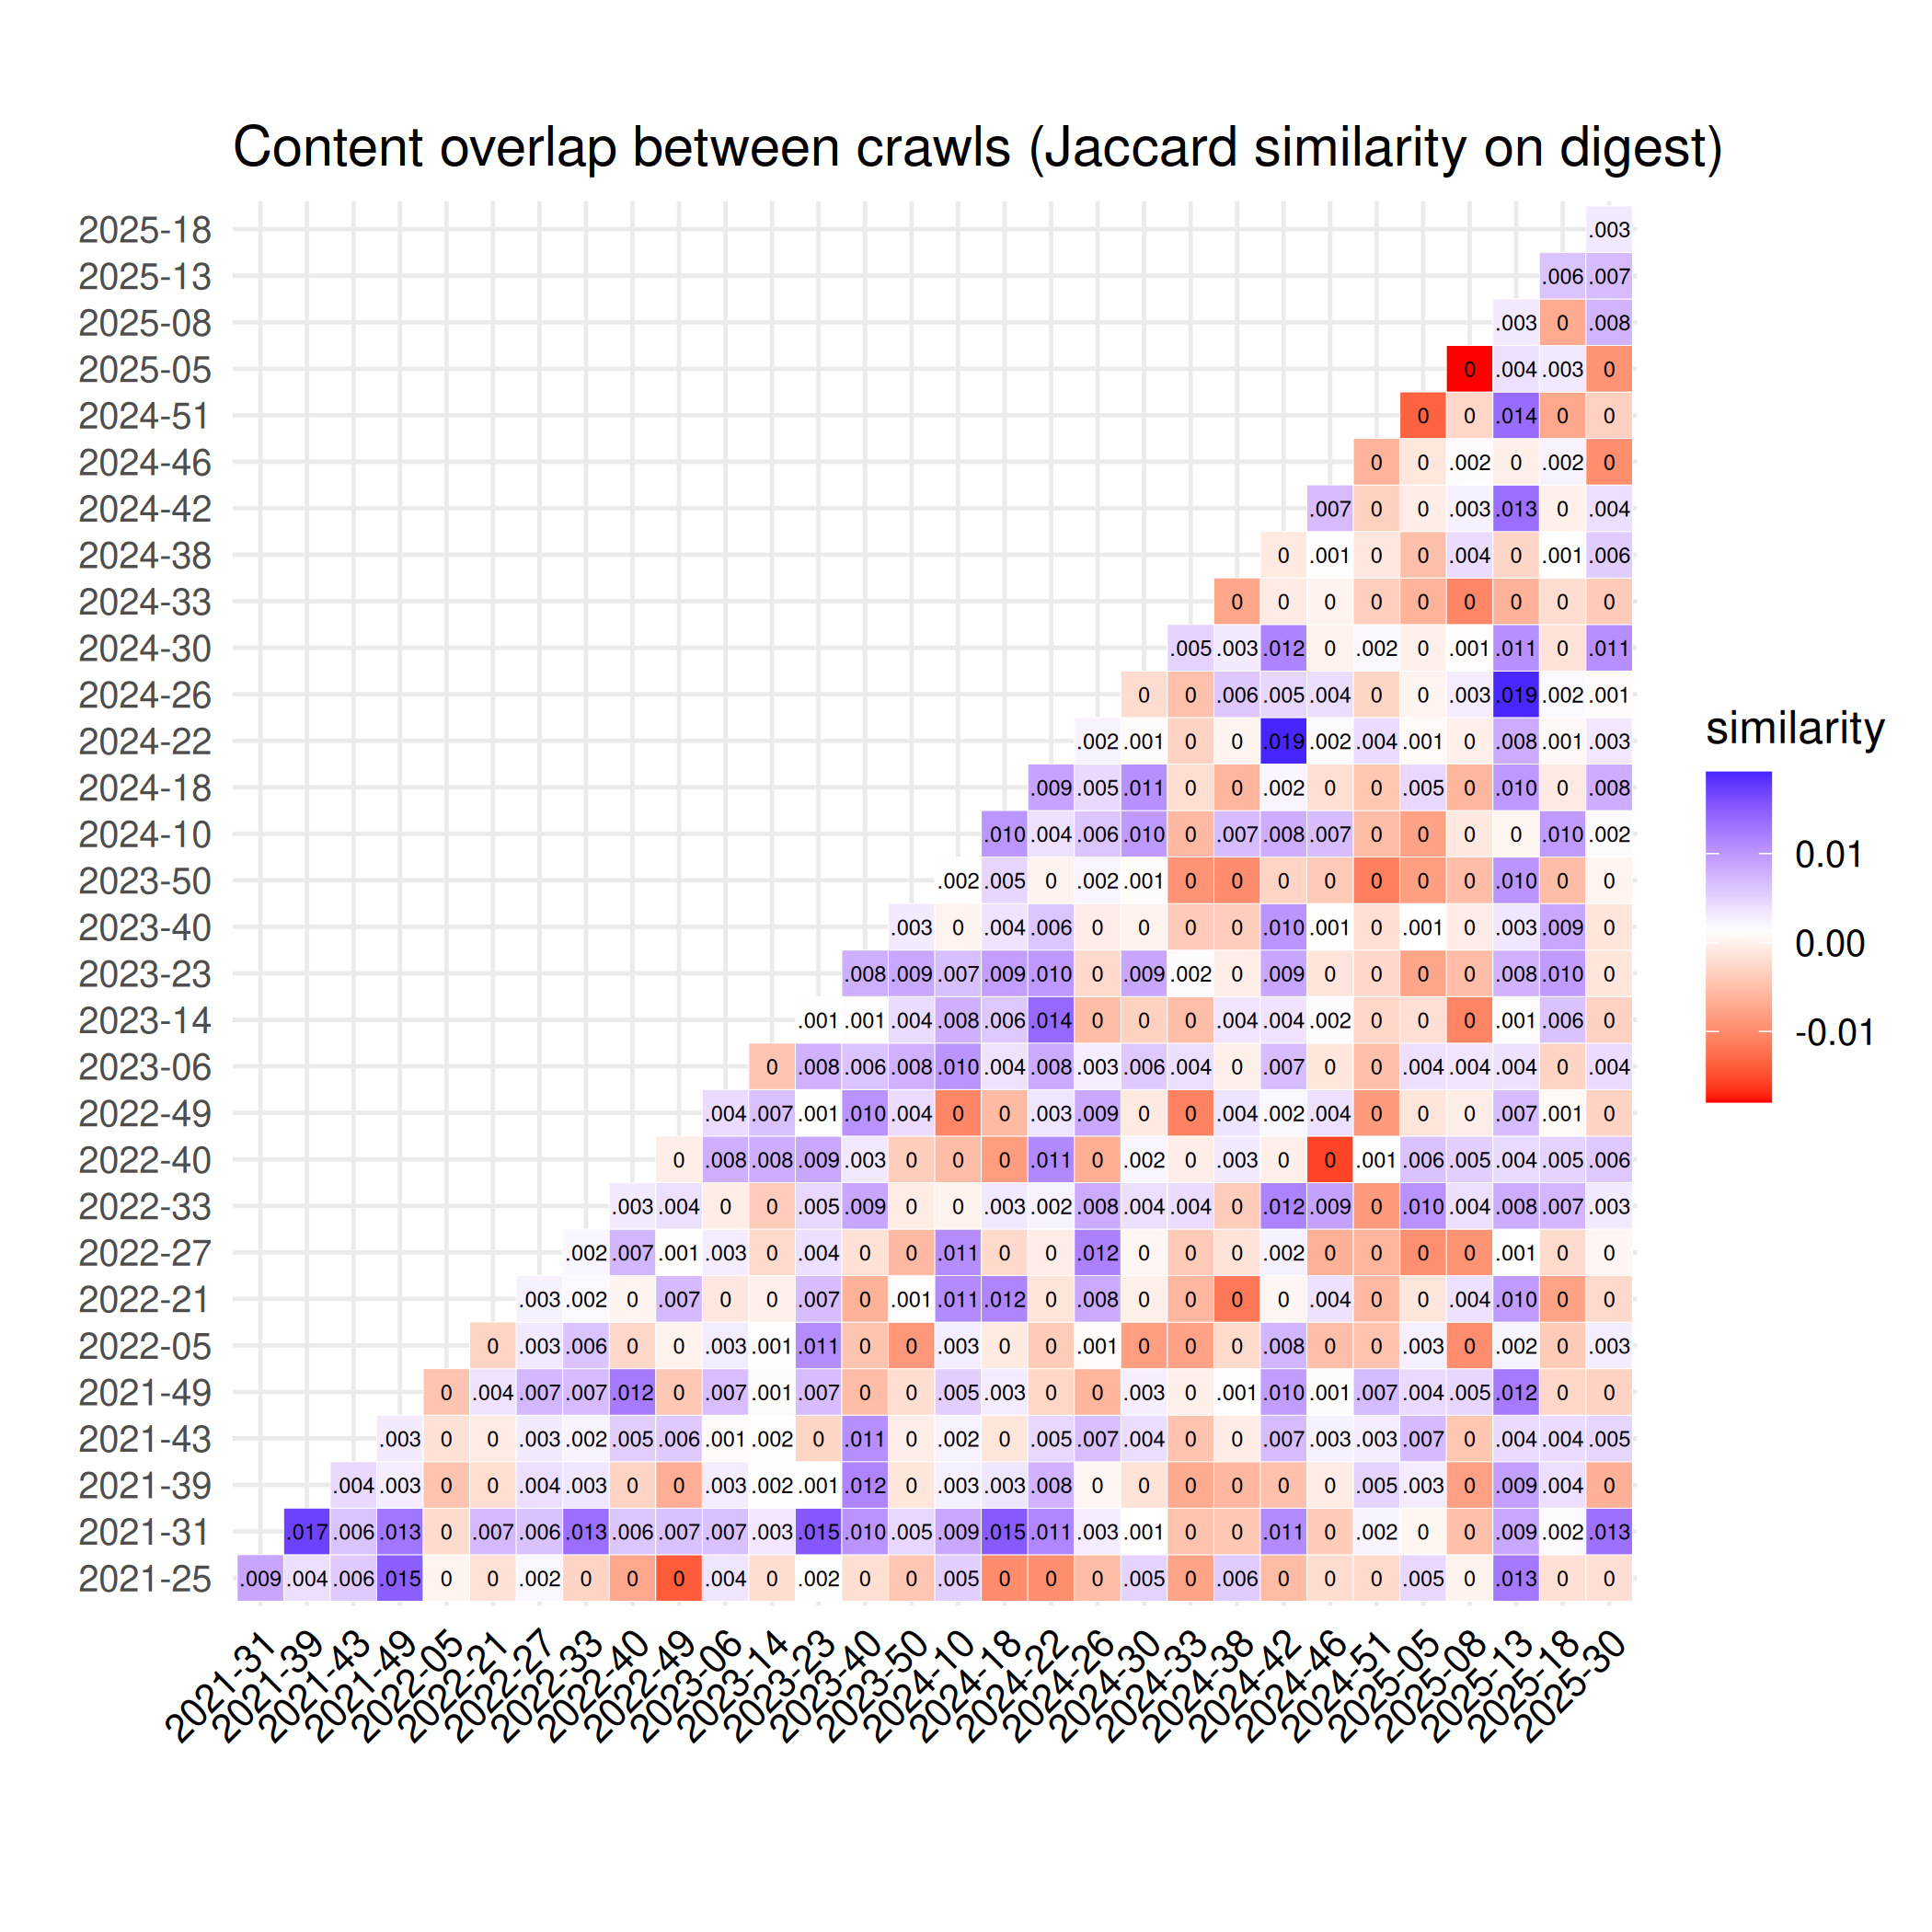 Content overlap between crawls (Jaccard similarity on digest)
2025-18 .003
2025-13 .006 .007
2025-08 .003 0 .008
2025-05 0 .004 .003 0
2024-51 0 0 .014 0 0
2024-46 0 0 .002 0 .002 0
2024-42 .007 0 0 .003 .013 0 .004
2024-38 0 .001 0 0 .004 0 .001 .006
2024-33 0 0 0 0 0 0 0 0 0
2024-30 .005 .003 .012 0 .002 0 .001 .011 0 .011
2024-26 0 0 .006 .005 .004 0 0 .003 .019 .002 .001
2024-22 .002 .001 0 0 .019 .002 .004 .001 0 .008 .001 .003
2024-18 .009 .005 .011 0 0 .002 0 0 .005 0 .010 0 .008
2024-10 .010 .004 .006 .010 0 .007 .008 .007 0 0 0 0 .010 .002
2023-50 .002 .005 0 .002 .001 0 0 0 0 0 0 0 .010 0 0
2023-40 .003 0 .004 .006 0 0 0 0 .010 .001 0 .001 0 .003 .009 0
2023-23 .008 .009 .007 .009 .010 0 .009 .002 0 .009 0 0 0 0 .008 .010 0
2023-14 .001 .001 .004 .008 .006 .014 0 0 0 .004 .004 .002 0 0 0 .001 .006 0
2023-06 0 .008 .006 .008 .010 .004 .008 .003 .006 .004 0 .007 0 0 .004 .004 .004 0 .004
2022-49 .004 .007 .001 .010 .004 0 0 .003 .009 0 0 .004 .002 .004 0 0 0 .007 .001 0
2022-40 0 .008 .008 .009 .003 0 0 0 .011 0 .002 0 .003 0 0 .001 .006 .005 .004 .005 .006
2022-33 .003 .004 0 0 .005 .009 0 0 .003 .002 .008 .004 .004 0 .012 .009 0 .010 .004 .008 .007 .003
2022-27 .002 .007 .001 .003 0 .004 0 0 .011 0 0 .012 0 0 0 .002 0 0 0 0 .001 0 0
2022-21 .003 .002 0 .007 0 0 .007 0 .001 .011 .012 0 .008 0 0 0 0 .004 0 0 .004 .010 0 0
2022-05 0 .003 .006 0 0 .003 .001 .011 0 0 .003 0 0 .001 0 0 0 .008 0 0 .003 0 .002 0 .003
2021-49 0 .004 .007 .007 .012 0 .007 .001 .007 0 0 .005 .003 0 0 .003 0 .001 .010 .001 .007 .004 .005 .012 0 0
2021-43 .003 0 0 .003 .002 .005 .006 .001 .002 0 .011 0 .002 0 .005 .007 .004 0 0 .007 .003 .003 .007 0 .004 .004 .005
2021-39 .004 .003 0 0 .004 .003 0 0 .003 .002 .001 .012 0 .003 .003 .008 0 0 0 0 0 0 .005 .003 0 .009 .004 0
2021-31 .017 .006 .013 0 .007 .006 .013 .006 .007 .007 .003 .015 .010 .005 .009 .015 .011 .003 .001 0 0 .011 0 .002 0 0 .009 .002 .013
2021-25 .009 .004 .006 .015 0 0 .002 0 0 0 .004 0 .002 0 0 .005 0 0 0 .005 0 .006 0 0 0 .005 0 .013 0 0
2021-31 2021-39 2021-43 2021-49 2022-05 2022-21 2022-27 2022-33 2022-40 2022-49 2023-06 2023-14 2023-23 2023-40 2023-50 2024-10 2024-18 2024-22 2024-26 2024-30 2024-33 2024-38 2024-42 2024-46 2024-51 2025-05 2025-08 2025-13 2025-18 2025-30
similarity
0.01
0.00
-0.01